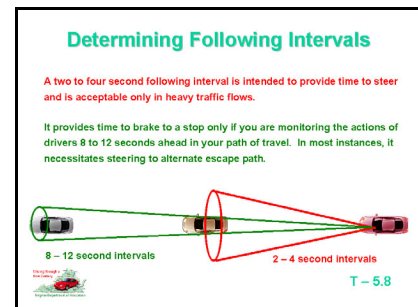 Determining Following Intervals
A two to four second following interval is intended to provide time to steer
and is acceptable only in heavy traffic flows.
It provides time to brake to a stop only if you are monitoring the actions of
drivers 8 to 12 seconds ahead in your path of travel.  In most instances, it
necessitates steering to alternate escape path.
8 – 12 second intervals
2 – 4 second intervals
T – 5.8